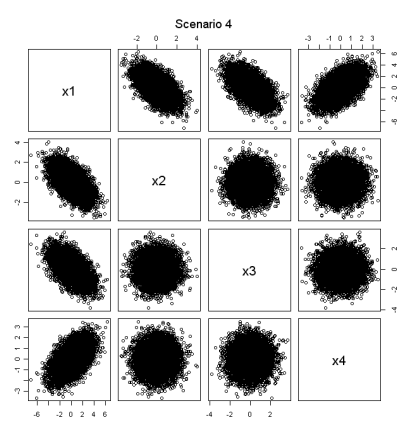 Scenario 4
-2 0 2 4
-3 -1 0 1 2 3
x1
-6 -2 0 2 4 6
-2 0 2 4
x2
x3
-4 -2 0 2
-3 -1 0 1 2 3
x4
-6 -2 0 2 4 6
-4 -2 0 2